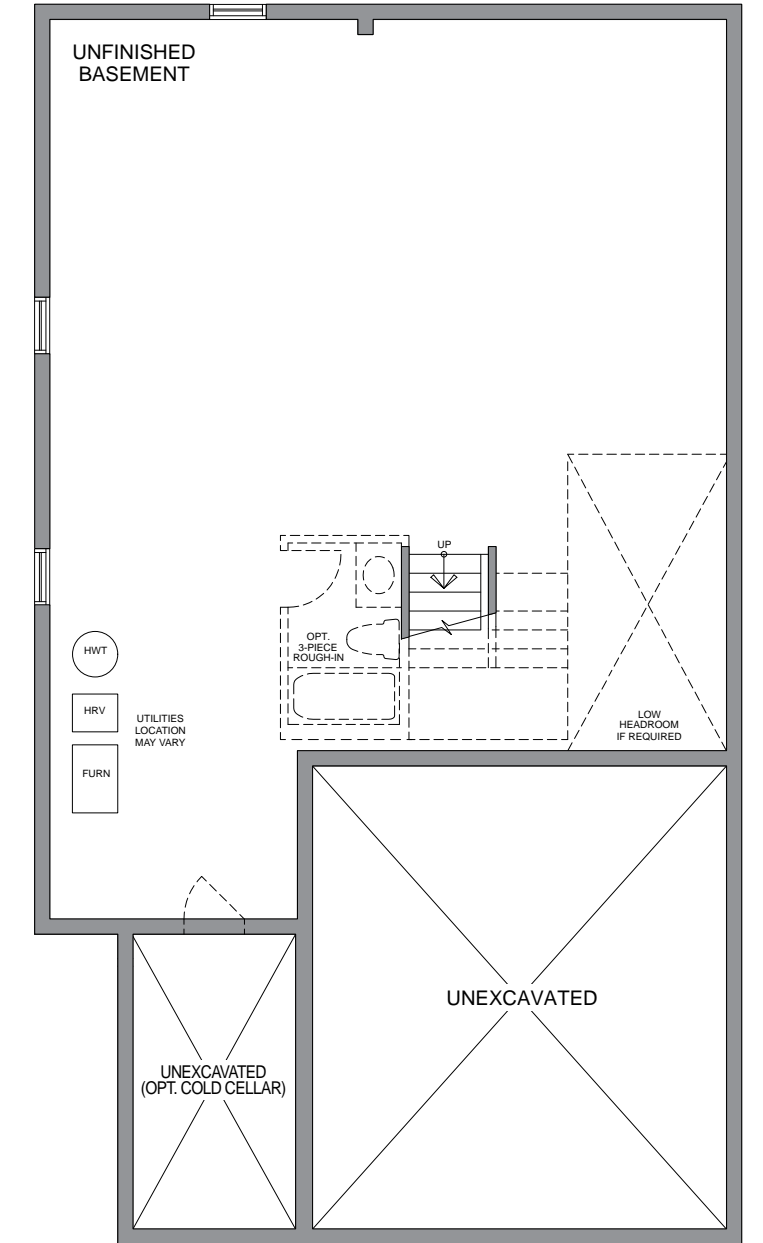 UNFINISHED
BASEMENT
UP
OPT.
3-PIECE
ROUGH-IN
HWT
HRV
UTILITIES
LOCATION
MAY VARY
FURN
LOW
HEADROOM
IF REQUIRED
UNEXCAVATED
UNEXCAVATED
(OPT. COLD CELLAR)